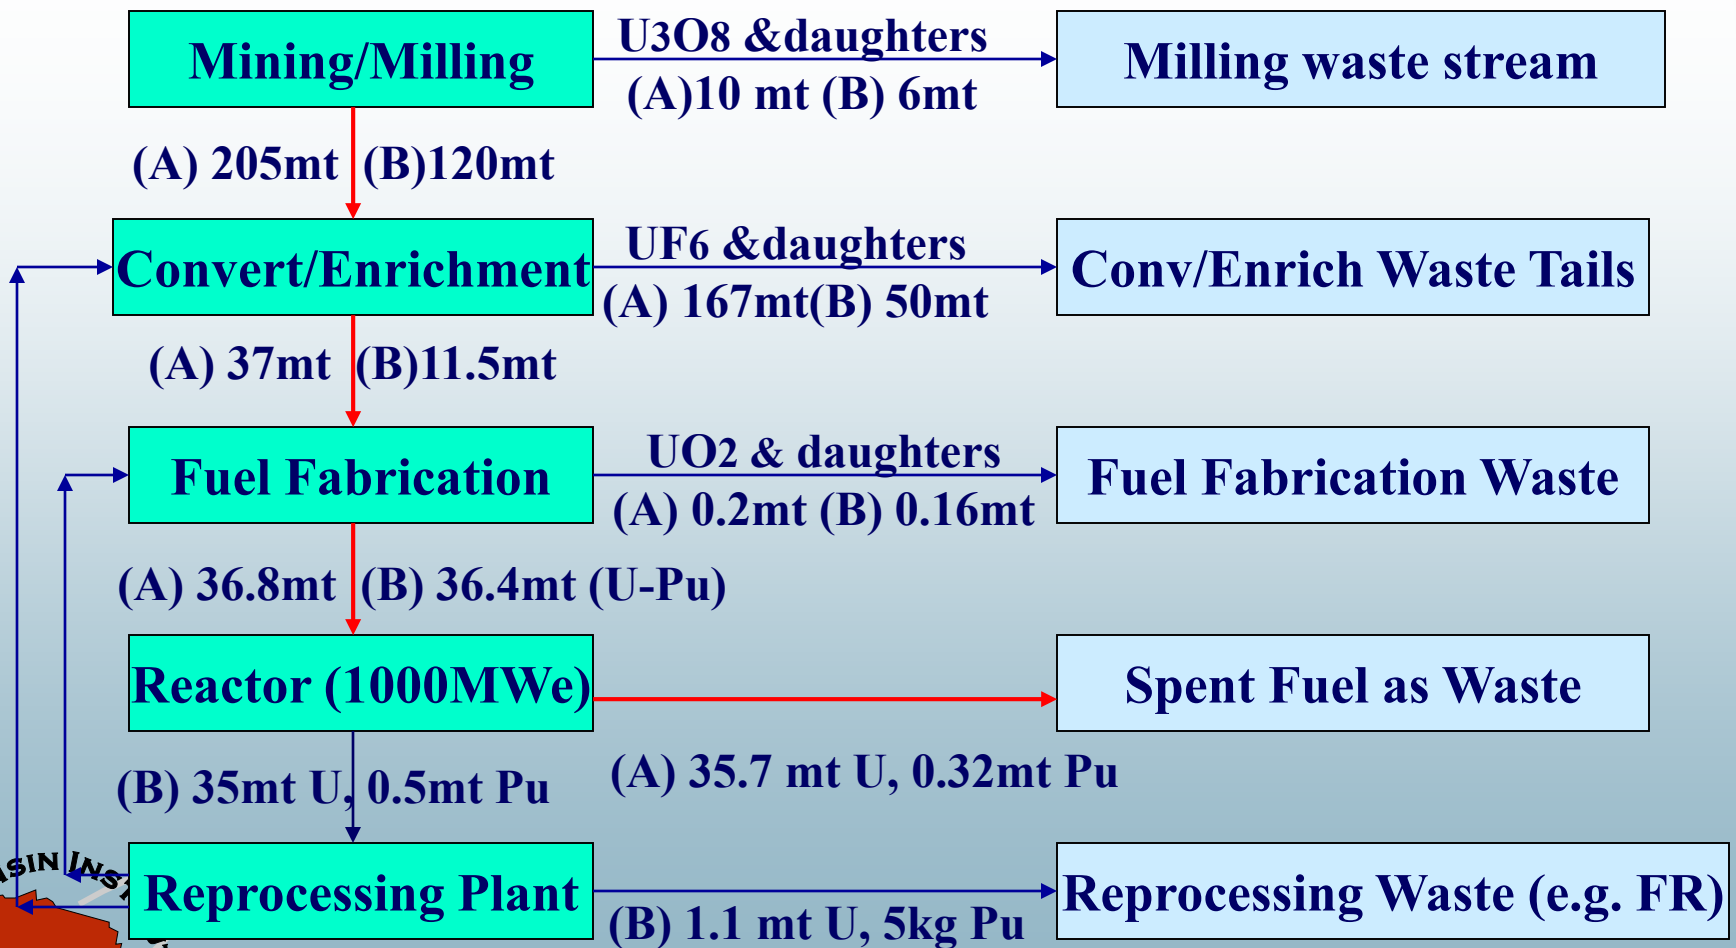 Mining/Milling
U3O8 &daughters
(A)10 mt (B) 6mt
Milling waste stream
(A) 205mt (B)120mt
Convert/Enrichment
UF6 &daughters
(A) 167mt(B) 50mt
Conv/Enrich Waste Tails
(A) 37mt (B)11.5mt
Fuel Fabrication
UO2 & daughters
(A) 0.2mt (B) 0.16mt
Fuel Fabrication Waste
(A) 36.8mt (B) 36.4mt (U-Pu)
Reactor (1000MWe)
Spent Fuel as Waste
(B) 35mt U, 0.5mt Pu
(A) 35.7 mt U, 0.32mt Pu
Reprocessing Plant
(B) 1.1 mt U, 5kg Pu
Reprocessing Waste (e.g. FR)